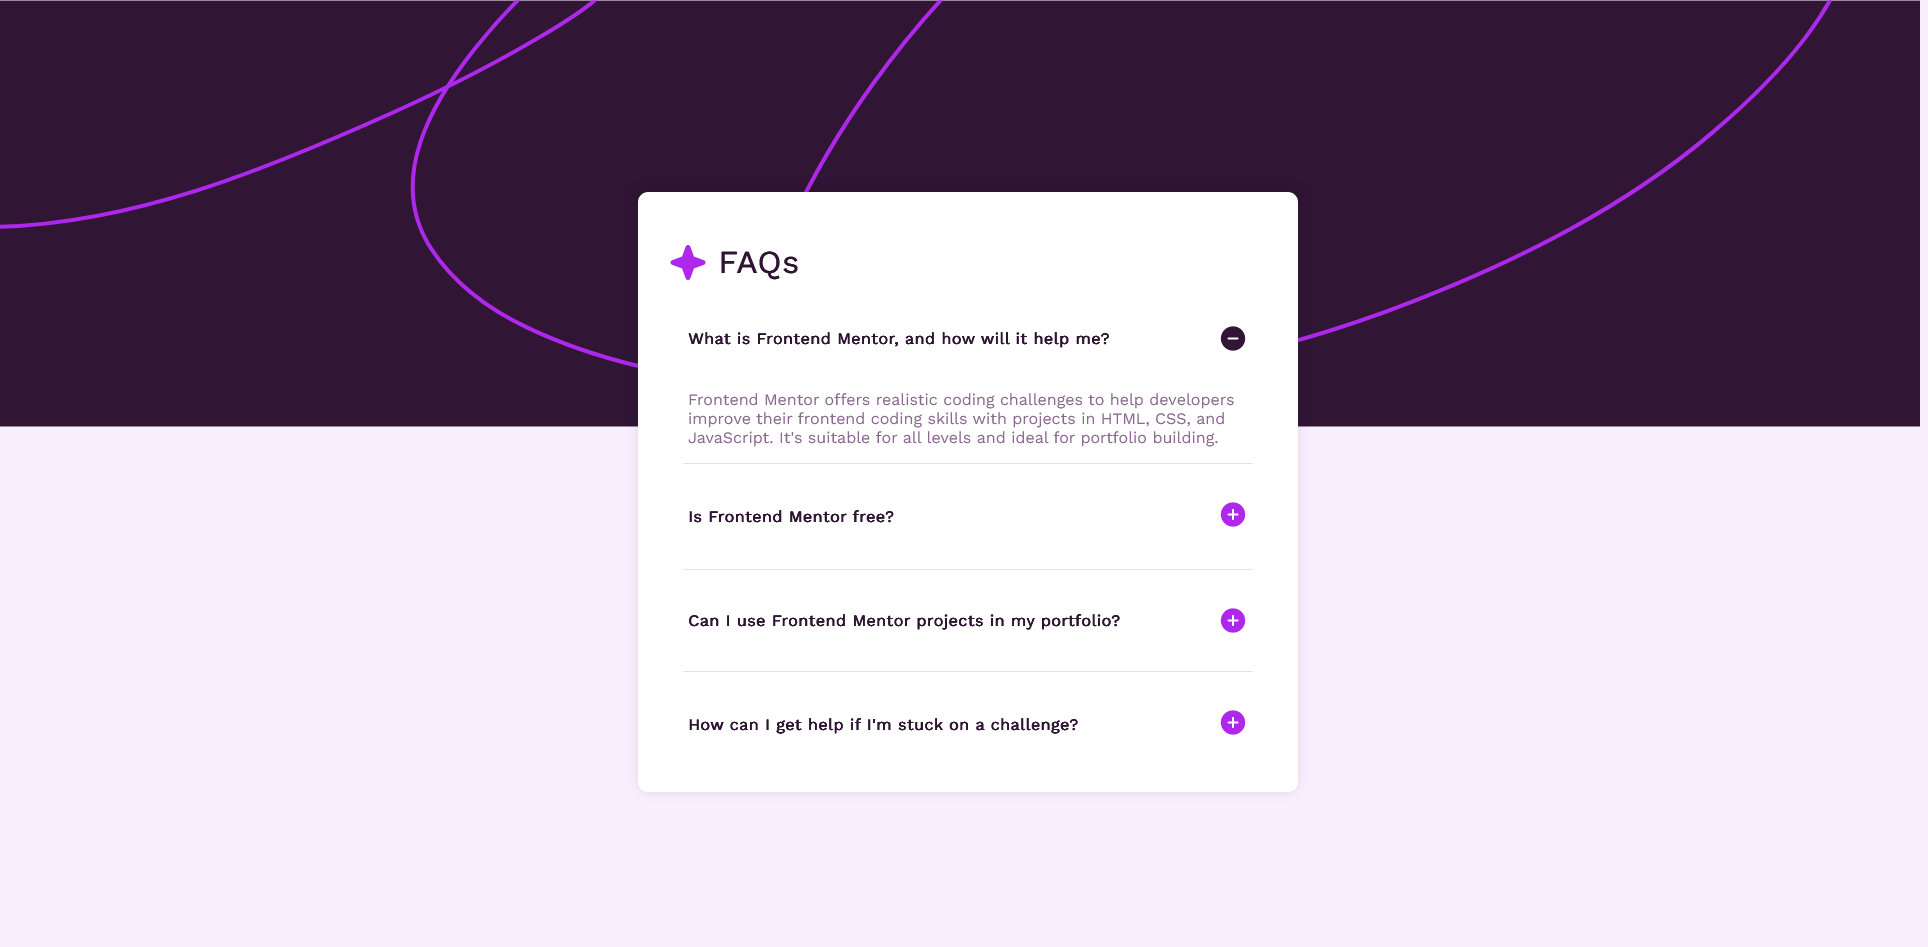 FAQs
What is Frontend Mentor, and how will it help me?
Frontend Mentor offers realistic coding challenges to help developers
improve their frontend coding skills with projects in HTML, CSS, and
JavaScript. It's suitable for all levels and ideal for portfolio building.
Is Frontend Mentor free?
Can I use Frontend Mentor projects in my portfolio?
How can I get help if I'm stuck on a challenge?